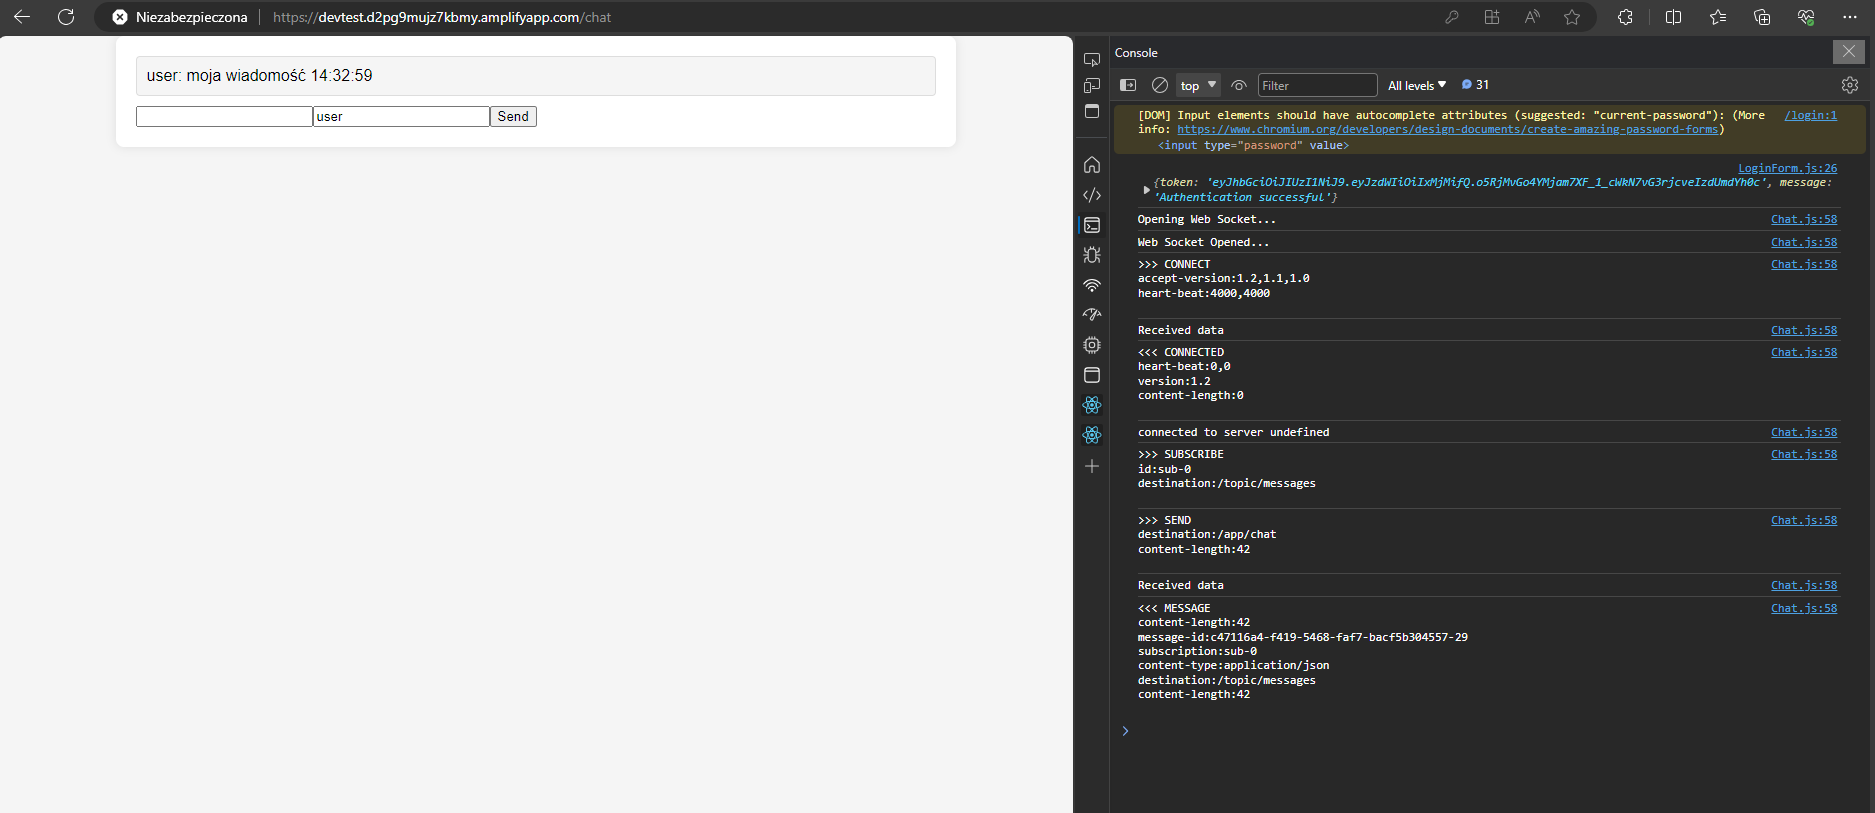 Niezabezpieczona
https://devtest.d2pg9mujz7kbmy.amplifyapp.com/chat
user: moja wiadomość 14:32:59
user
Send
Console
top
Filter
All levels
31
[DOM] Input elements should have autocomplete attributes (suggested: "current-password"): (More /login:1
info: https://www.chromium.org/developers/design-documents/create-amazing-password-forms)
<input type="password" value>
LoginForm.js:26
{token: 'eyJhbGciOiJIUzI1NiJ9.eyJzdWIiOiIxMjMifQ.o5RjMvGo4YMjam7XF_1_cWkN7vG3rjcveIzdUmdYh0c', message:
'Authentication successful'}
Opening Web Socket... Chat.js:58
Web Socket Opened... Chat.js:58
>>> CONNECT Chat.js:58
accept-version:1.2,1.1,1.0
heart-beat:4000,4000
Received data Chat.js:58
<<< CONNECTED Chat.js:58
heart-beat:0,0
version:1.2
content-length:0
connected to server undefined Chat.js:58
>>> SUBSCRIBE Chat.js:58
id:sub-0
destination:/topic/messages
>>> SEND Chat.js:58
destination:/app/chat
content-length:42
Received data Chat.js:58
<<< MESSAGE Chat.js:58
content-length:42
message-id:c47116a4-f419-5468-faf7-bacf5b304557-29
subscription:sub-0
content-type:application/json
destination:/topic/messages
content-length:42